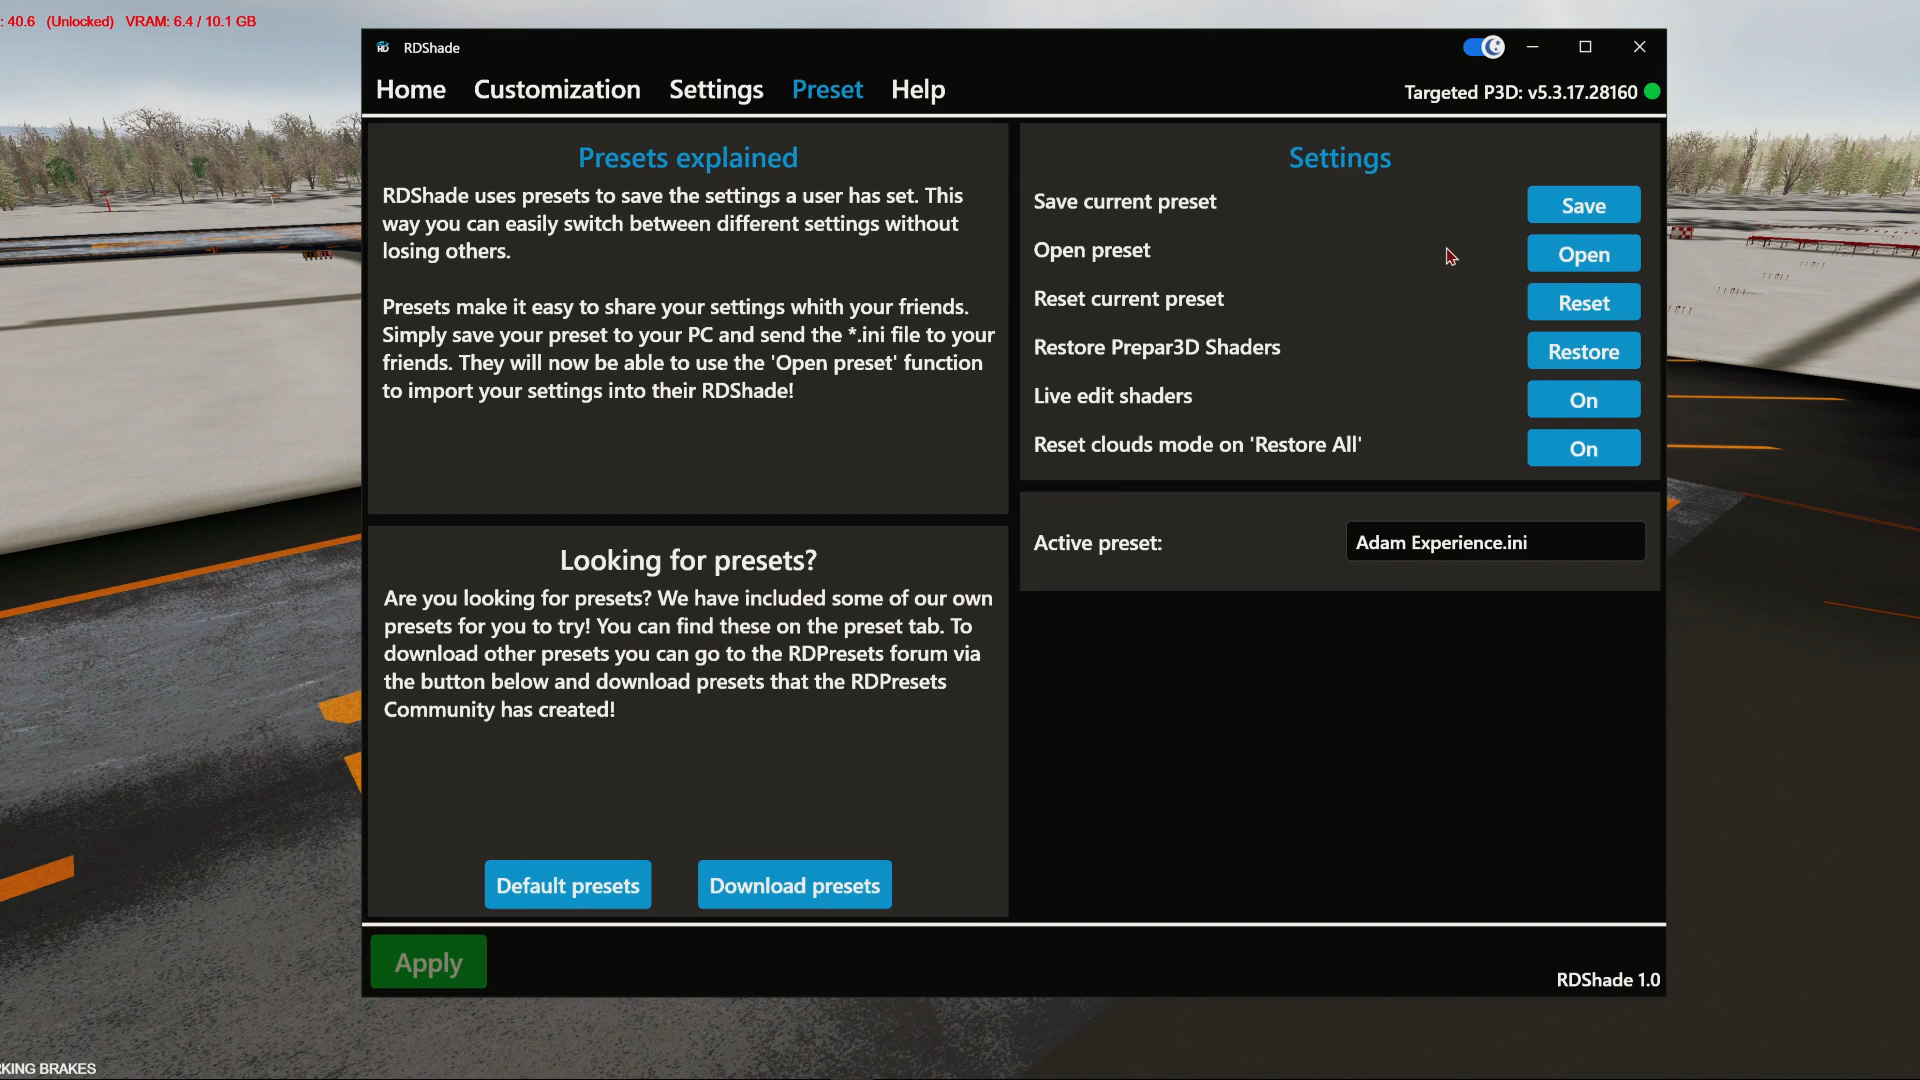 : 40.6 (Unlocked) VRAM: 6.4 / 10.1 GB
RDShade
Home Customization Settings Preset Help
Targeted P3D: v5.3.17.28160
Presets explained
RDShade uses presets to save the settings a user has set. This
way you can easily switch between different settings without
losing others.
Presets make it easy to share your settings whith your friends.
Simply save your preset to your PC and send the *.ini file to your
friends. They will now be able to use the 'Open preset' function
to import your settings into their RDShade!
Looking for presets?
Are you looking for presets? We have included some of our own
presets for you to try! You can find these on the preset tab. To
download other presets you can go to the RDPresets forum via
the button below and download presets that the RDPresets
Community has created!
Default presets Download presets
Settings
Save current preset Save
Open preset Open
Reset current preset Reset
Restore Prepar3D Shaders Restore
Live edit shaders On
Reset clouds mode on 'Restore All' On
Active preset: Adam Experience.ini
Apply
RDShade 1.0
KING BRAKES